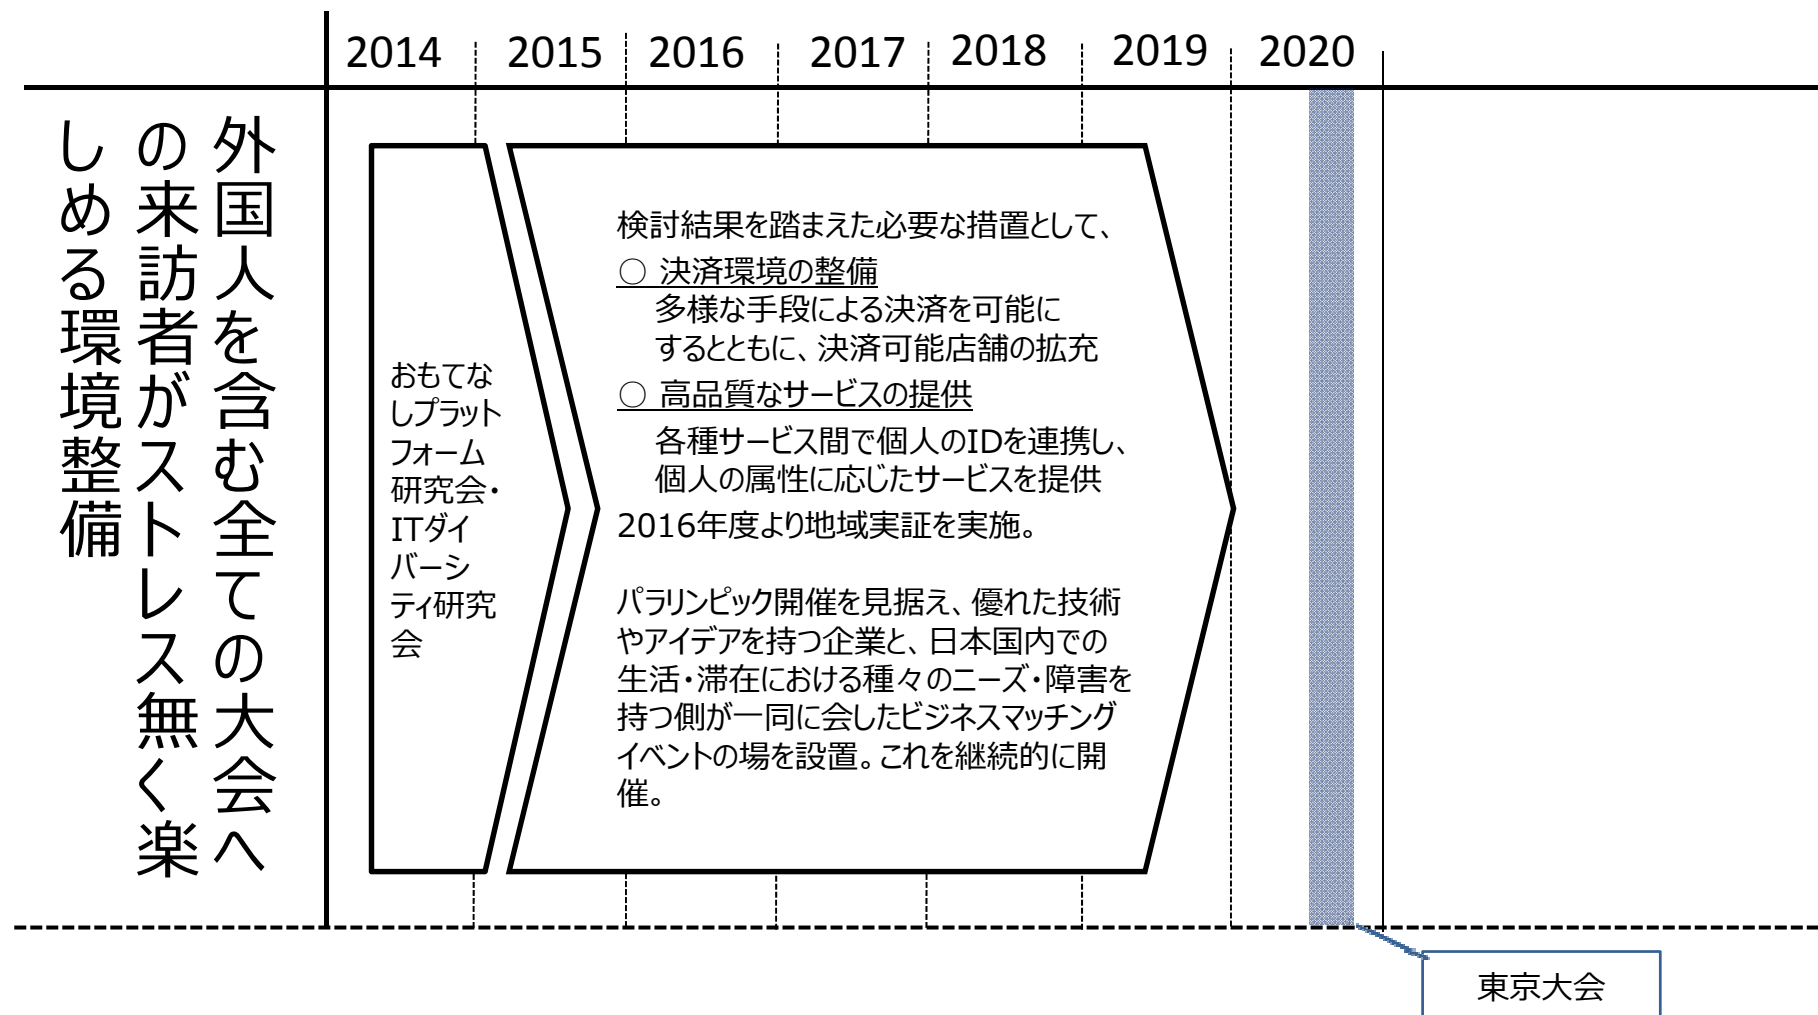 2014 2015 2016 2017 2018 2019 2020
外国人を含む全ての大会へ
の来訪者がストレス無く楽
しめる環境整備
おもてな
しプラット
フォーム
研究会・
ITダイ
バーシ
ティ研究
会
検討結果を踏まえた必要な措置として、
○ 決済環境の整備
多様な手段による決済を可能に
するとともに、決済可能店舗の拡充
○ 高品質なサービスの提供
各種サービス間で個人のIDを連携し、
個人の属性に応じたサービスを提供
2016年度より地域実証を実施。
パラリンピック開催を見据え、優れた技術
やアイデアを持つ企業と、日本国内での
生活・滞在における種々のニーズ・障害を
持つ側が一同に会したビジネスマッチング
イベントの場を設置。これを継続的に開
催。
東京大会